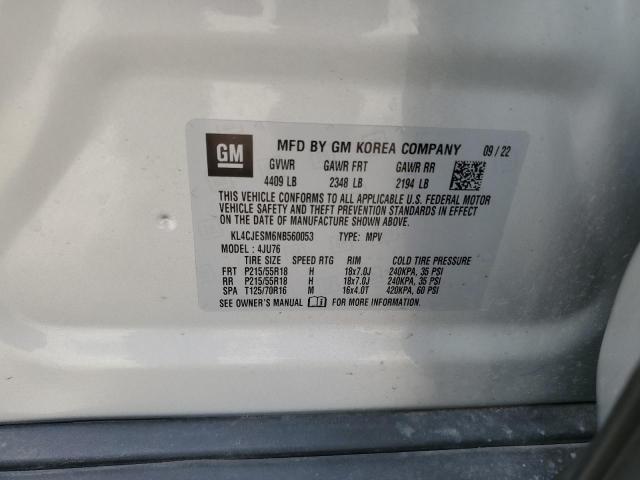 GM
MFD BY GM KOREA COMPANY 09 / 22
GVWR GAWR FRT GAWR RR
4409 LB 2348 LB 2194 LB
THIS VEHICLE CONFORMS TO ALL APPLICABLE U.S. FEDERAL MOTOR
VEHICLE SAFETY AND THEFT PREVENTION STANDARDS IN EFFECT ON
THE DATE OF MANUFACTURE SHOWN ABOVE.
KL4CJESM6NB560053 TYPE: MPV
MODEL : 4JU76
TIRE SIZE SPEED RTG RIM COLD TIRE PRESSURE
FRT P215/55R18 H 18x7.0J 240KPA, 35 PSI
RR P215/55R18 H 18x7.0J 240KPA, 35 PSI
SPA T125/70R16 M 16x4.0T 420KPA, 60 PSI
SEE OWNER'S MANUAL FOR MORE INFORMATION.